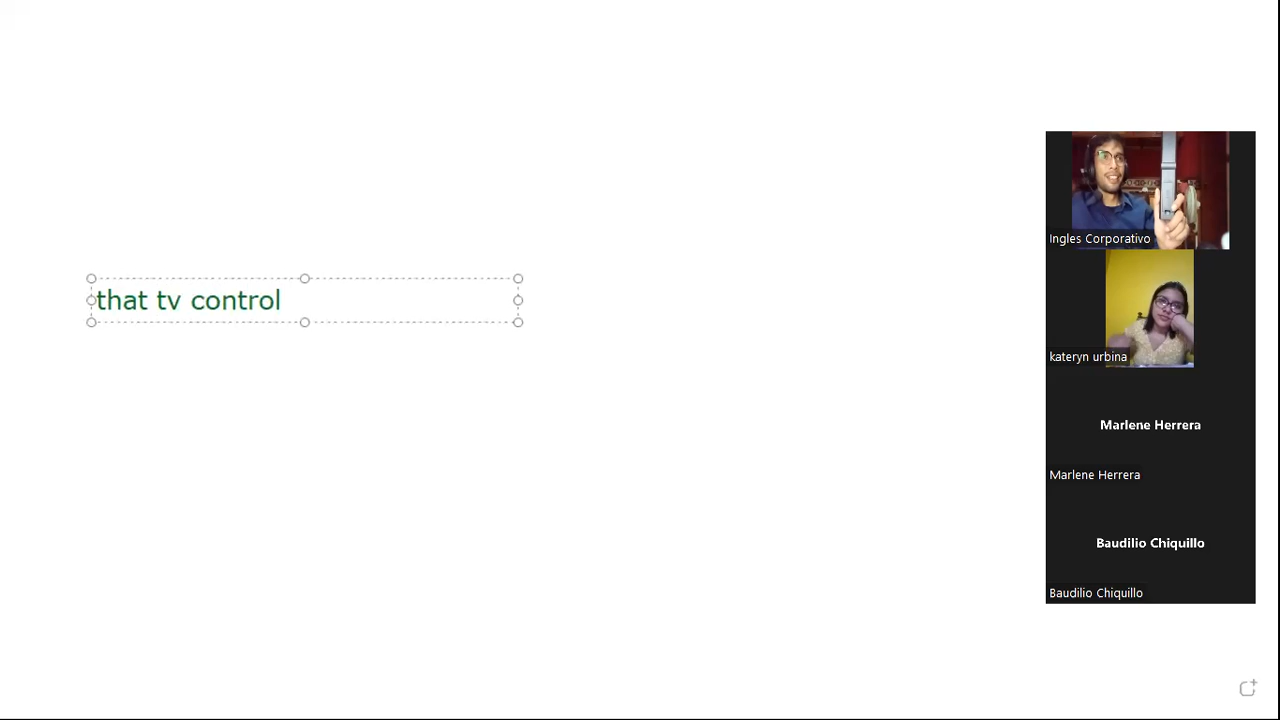 that tv control
Ingles Corporativo
kateryn urbina
Marlene Herrera
Marlene Herrera
Baudilio Chiquillo
Baudilio Chiquillo